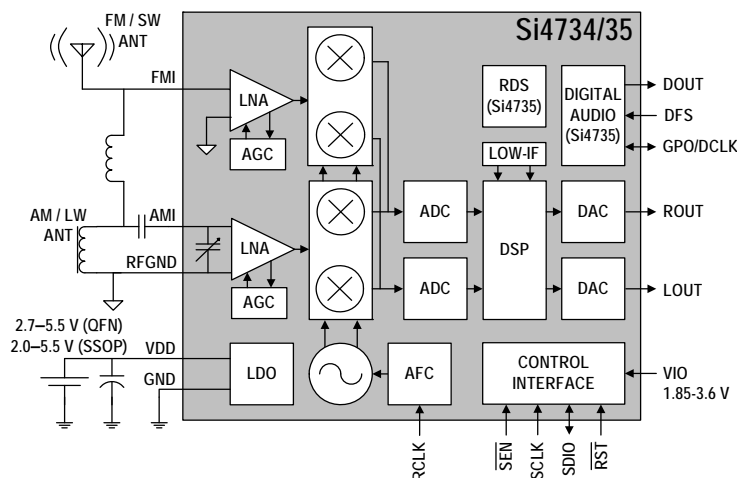 Si4734/35
FM / SW
ANT
FMI
LNA
AGC
RDS
(Si4735)
DIGITAL
AUDIO
(Si4735)
DOUT
DFS
GPO/DCLK
LOW-IF
AM / LW
ANT
AMI
RFGND
LNA
AGC
ADC
ADC
DSP
DAC
DAC
ROUT
LOUT
2.7–5.5 V (QFN)
2.0–5.5 V (SSOP)
VDD
GND
LDO
AFC
CONTROL
INTERFACE
VIO
1.85-3.6 V
RCLK
SEN
SCLK
SDIO
RST